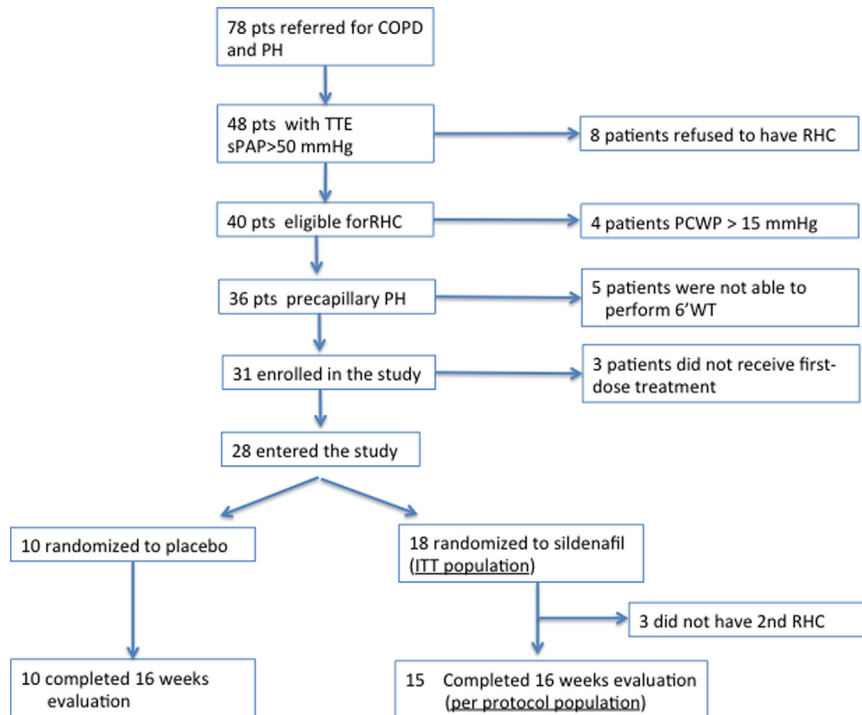 78 pts referred for COPD
and PH
48 pts with TTE
sPAP>50 mmHg
8 patients refused to have RHC
40 pts eligible forRHC
4 patients PCWP > 15 mmHg
36 pts precapillary PH
5 patients were not able to
perform 6'WT
31 enrolled in the study
3 patients did not receive first-
dose treatment
28 entered the study
10 randomized to placebo
18 randomized to sildenafil
(ITT population)
3 did not have 2nd RHC
10 completed 16 weeks
evaluation
15 Completed 16 weeks evaluation
(per protocol population)